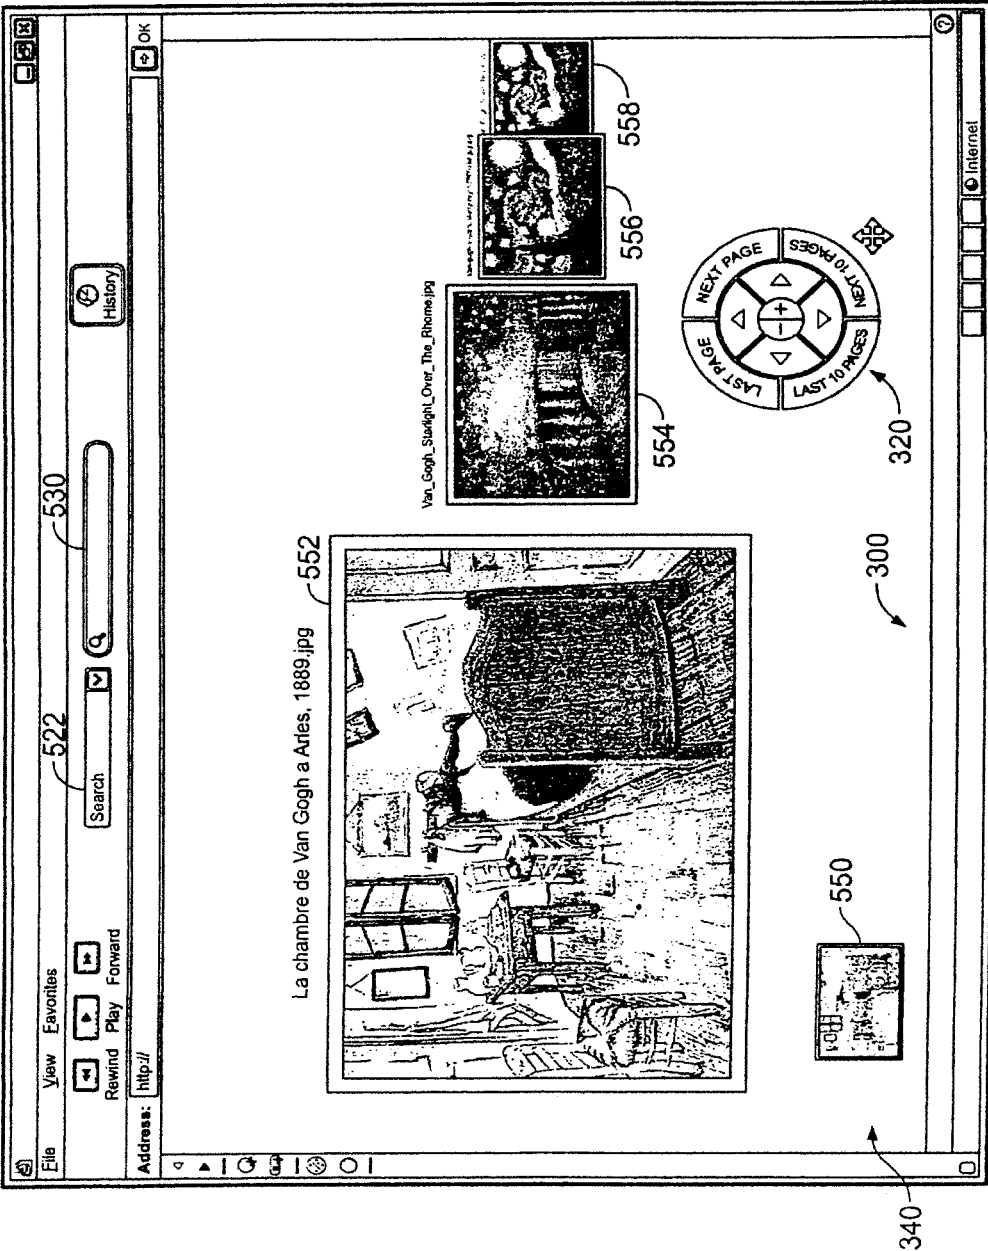 File View Favorites
Rewind Play Forward
522
Search
530
History
Address: http://
OK
La chambre de Van Gogh a Arles, 1889.jpg
552
Van_Gogh_Starlight_Over_The_Rhome.jpg
554
556
558
LAST PAGE
NEXT PAGE
LAST 10 PAGES
NEXT 10 PAGES
− +
320
300
550
340
Internet